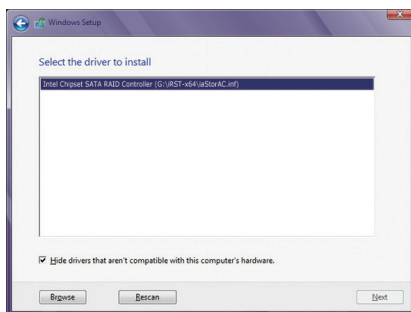 Windows Setup
Select the driver to install
Intel Chipset SATA RAID Controller (G:\iRST-x64\iaStorAC.inf)
Hide drivers that aren't compatible with this computer's hardware.
Browse Rescan Next